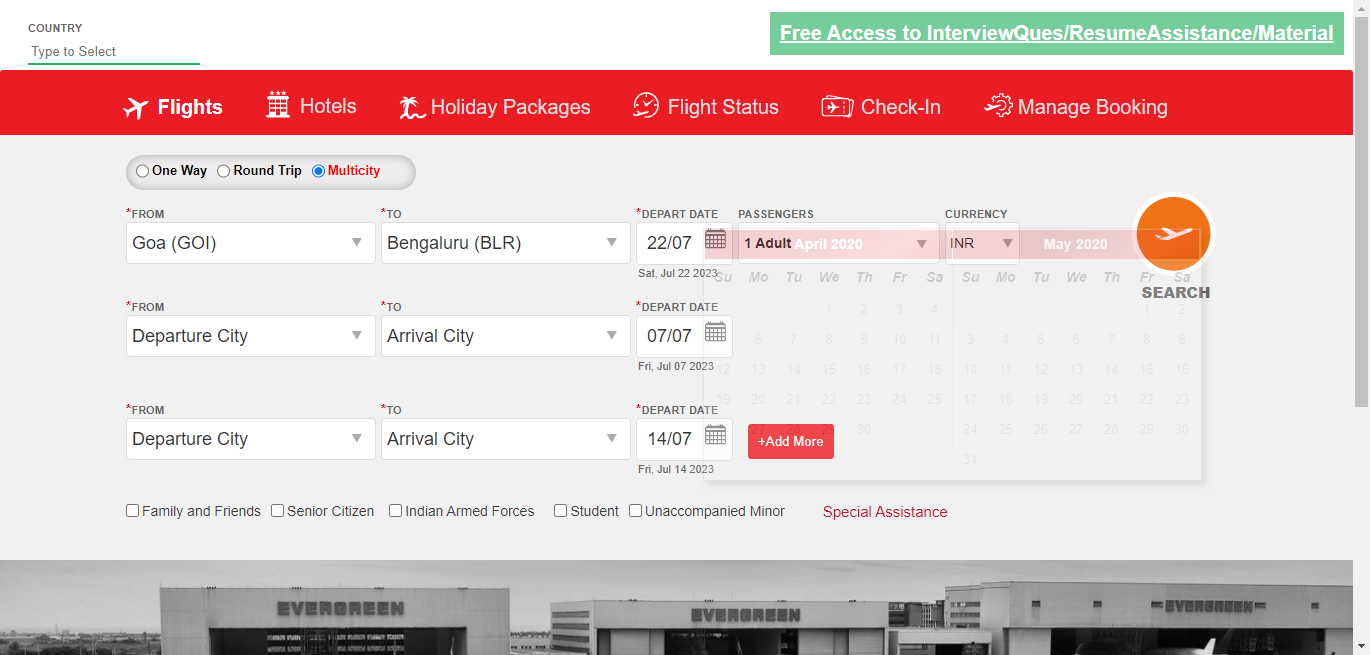 COUNTRY
Type to Select
Free Access to InterviewQues/ResumeAssistance/Material
Flights Hotels Holiday Packages Flight Status Check-In Manage Booking
One Way Round Trip Multicity
*FROM *TO *DEPART DATE PASSENGERS CURRENCY
Goa (GOI) Bengaluru (BLR) 22/07 1 Adult April 2020 INR May 2020
Sat, Jul 22 2023 Su Mo Tu We Th Fr Sa Su Mo Tu We Th Fr Sa
SEARCH
*FROM *TO *DEPART DATE 1 2 3 4 1 2
Departure City Arrival City 07/07 6 7 8 9 10 11 3 4 5 6 7 8 9
Fri, Jul 07 2023 12 13 14 15 16 17 18 10 11 12 13 14 15 16
19 20 21 22 23 24 25 17 18 19 20 21 22 23
*FROM *TO *DEPART DATE
27 28 29 30 24 25 26 27 28 29 30
Departure City Arrival City 14/07 +Add More
31
Fri, Jul 14 2023
Family and Friends Senior Citizen Indian Armed Forces Student Unaccompanied Minor Special Assistance
EVERGREEN EVERGREEN EVERGREEN